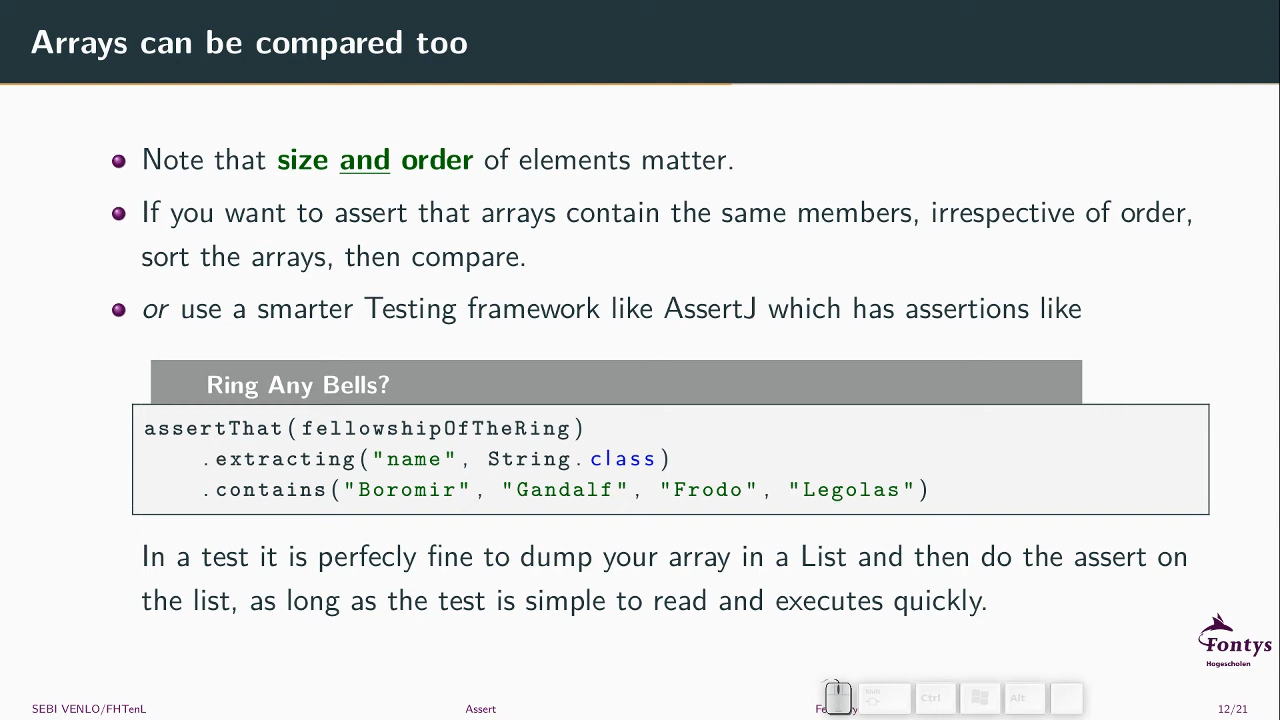 Arrays can be compared too
Note that size and order of elements matter.
If you want to assert that arrays contain the same members, irrespective of order,
sort the arrays, then compare.
or use a smarter Testing framework like AssertJ which has assertions like
Ring Any Bells?
assertThat(fellowshipOfTheRing)
.extracting("name", String.class)
.contains("Boromir", "Gandalf", "Frodo", "Legolas")
In a test it is perfecly fine to dump your array in a List and then do the assert on
the list, as long as the test is simple to read and executes quickly.
Fontys
Hogescholen
SEBI VENLO/FHTenL
Assert
Shift
Ctrl
Alt
12/21